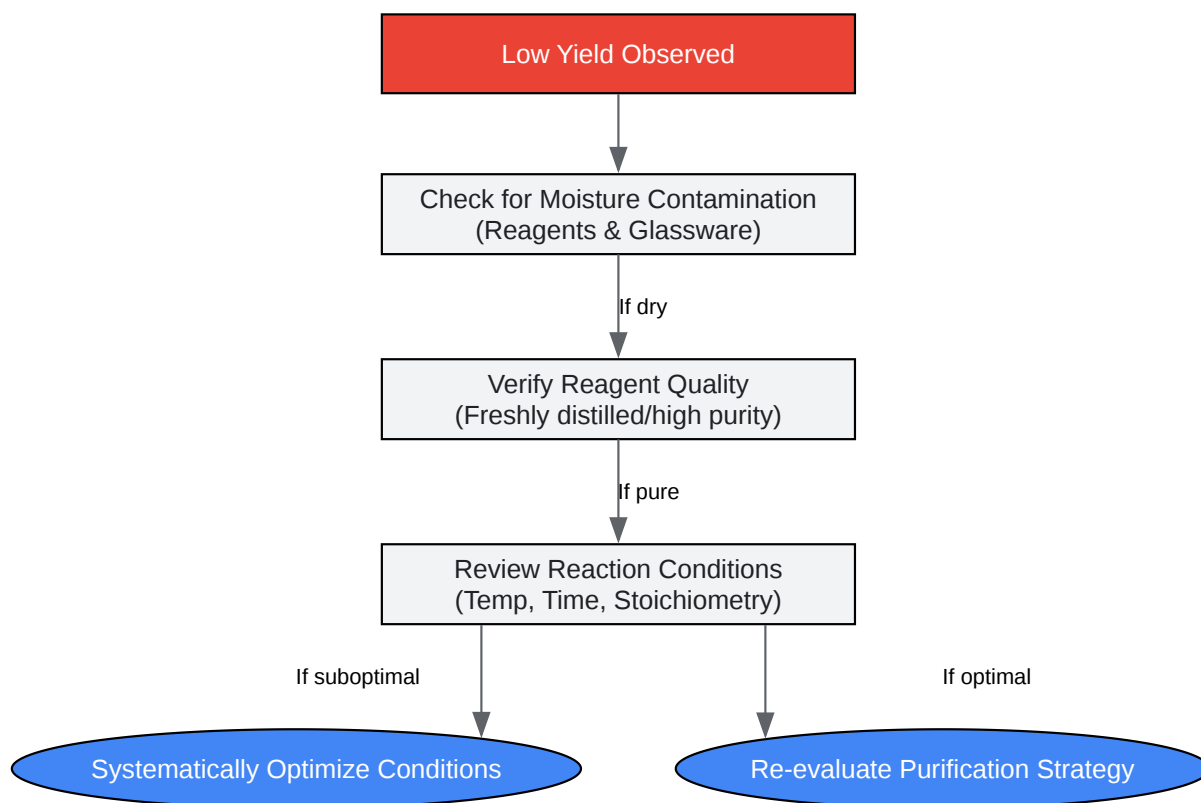 Low Yield Observed
Check for Moisture Contamination
(Reagents & Glassware)
If dry
Verify Reagent Quality
(Freshly distilled/high purity)
If pure
Review Reaction Conditions
(Temp, Time, Stoichiometry)
If suboptimal
If optimal
Systematically Optimize Conditions
Re-evaluate Purification Strategy